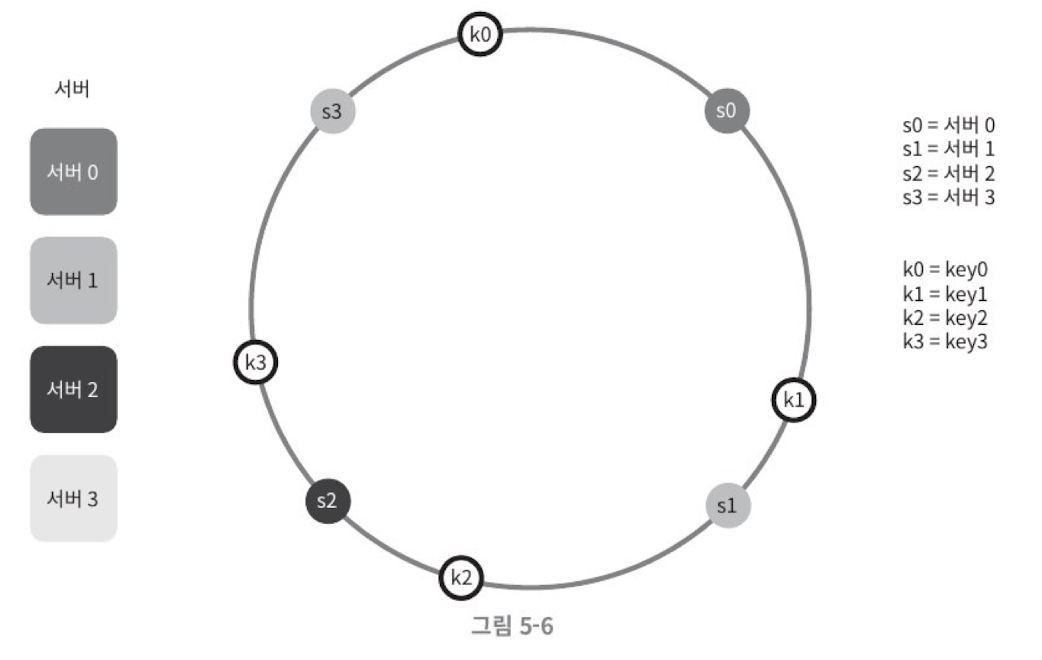 서버
서버 0
서버 1
서버 2
서버 3
k0
s3
s0
k3
k1
s2
s1
k2
s0 = 서버 0
s1 = 서버 1
s2 = 서버 2
s3 = 서버 3
k0 = key0
k1 = key1
k2 = key2
k3 = key3
그림 5-6